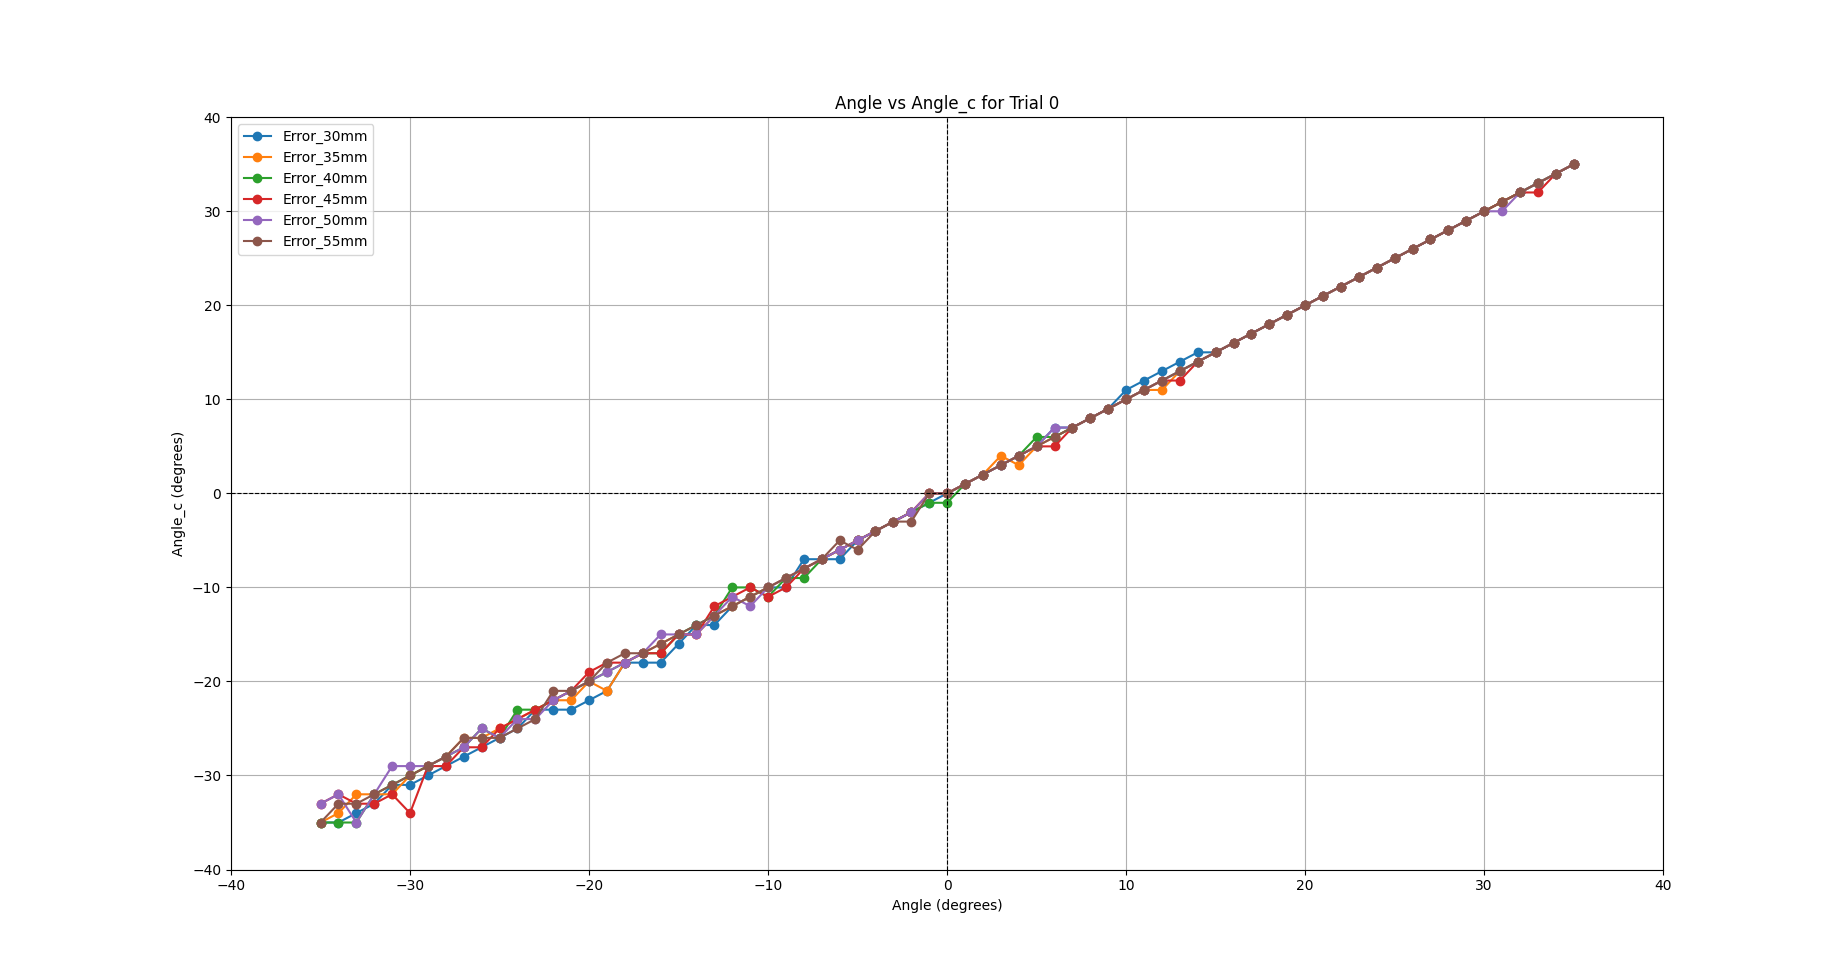 Angle vs Angle_c for Trial 0
Error_30mm
Error_35mm
Error_40mm
Error_45mm
Error_50mm
Error_55mm
40
30
20
10
0
−10
−20
−30
−40
Angle_c (degrees)
−40 −30 −20 −10 0 10 20 30 40
Angle (degrees)